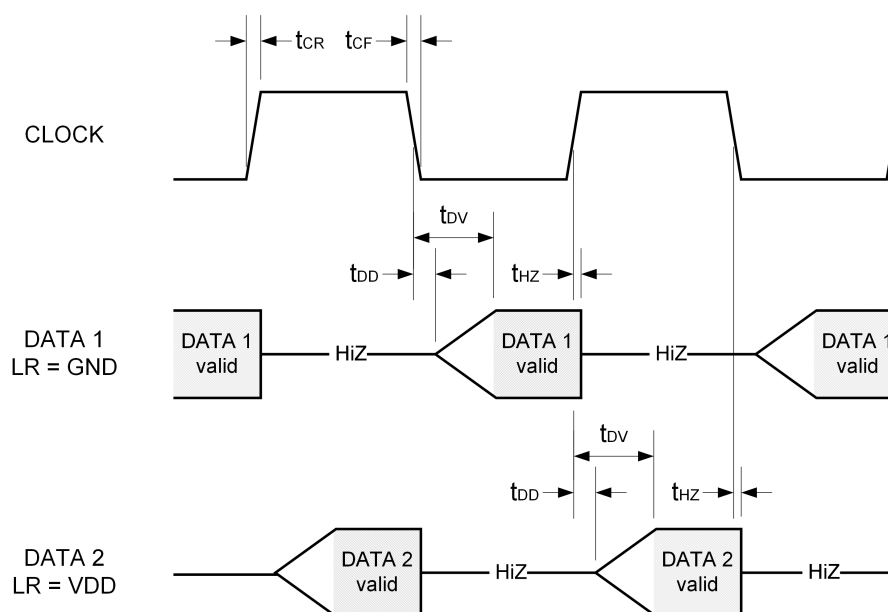 tCR tCF
CLOCK
tDV
tDD tHZ
DATA 1
LR = GND
DATA 1
valid
HiZ
DATA 1
valid
HiZ
DATA 1
valid
tDV
tDD tHZ
DATA 2
LR = VDD
DATA 2
valid
HiZ
DATA 2
valid
HiZ